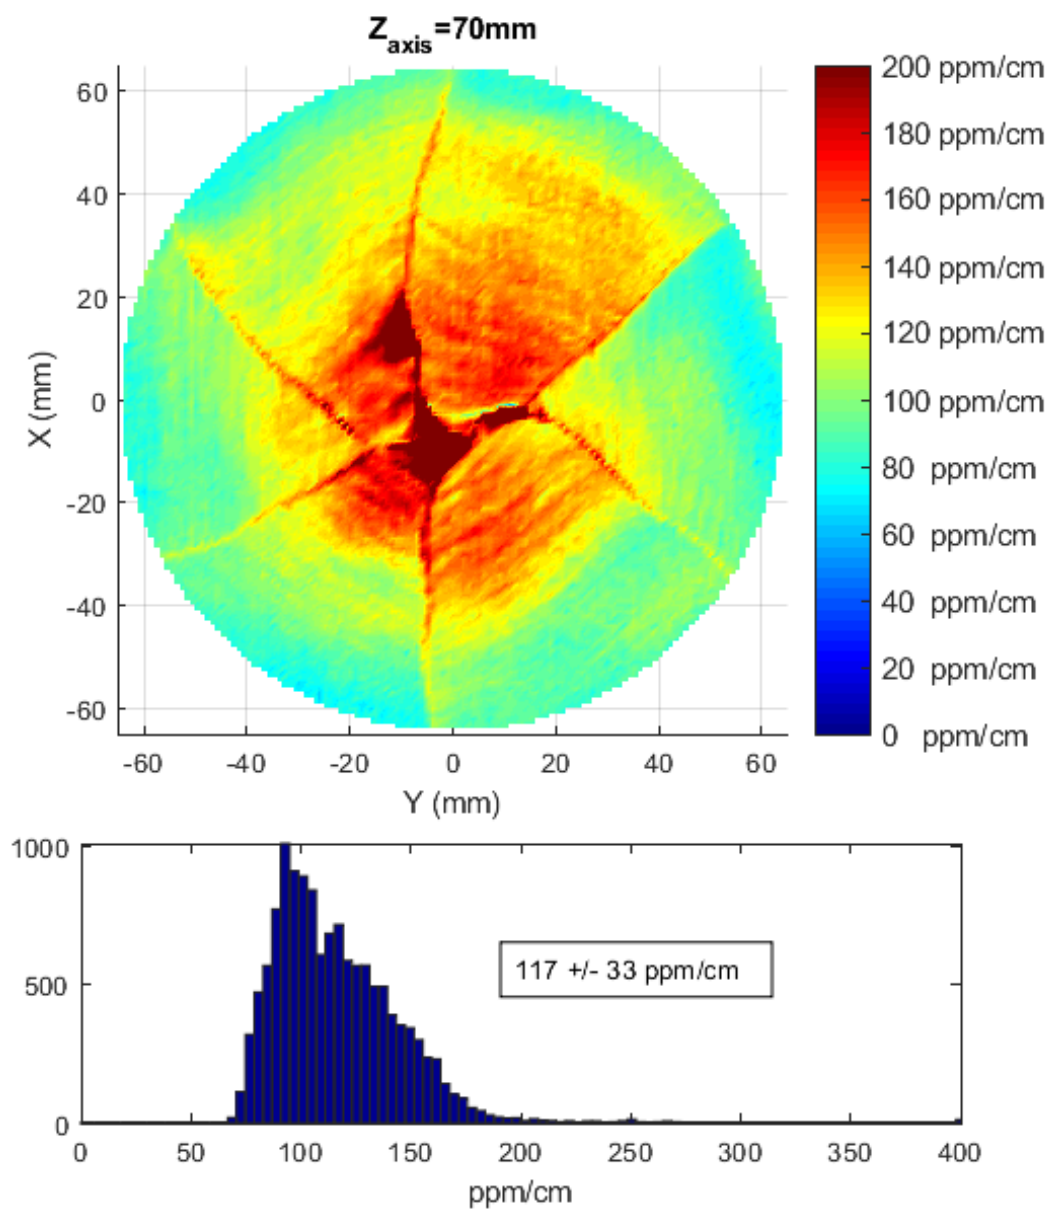 Zaxis=70mm
60
40
20
0
-20
-40
-60
X (mm)
-60 -40 -20 0 20 40 60
Y (mm)
200 ppm/cm
180 ppm/cm
160 ppm/cm
140 ppm/cm
120 ppm/cm
100 ppm/cm
80 ppm/cm
60 ppm/cm
40 ppm/cm
20 ppm/cm
0 ppm/cm
1000
500
0
117 +/- 33 ppm/cm
0 50 100 150 200 250 300 350 400
ppm/cm